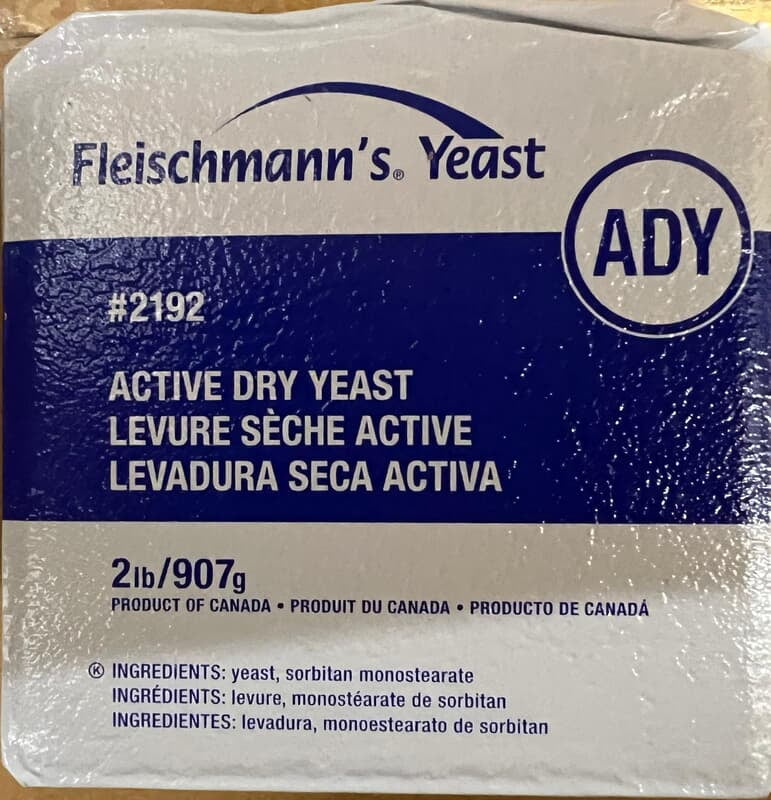 Fleischmann's® Yeast
ADY
#2192
ACTIVE DRY YEAST
LEVURE SÈCHE ACTIVE
LEVADURA SECA ACTIVA
2lb/907g
PRODUCT OF CANADA • PRODUIT DU CANADA • PRODUCTO DE CANADÁ
Ⓚ INGREDIENTS: yeast, sorbitan monostearate
INGRÉDIENTS: levure, monostéarate de sorbitan
INGREDIENTES: levadura, monoestearato de sorbitan